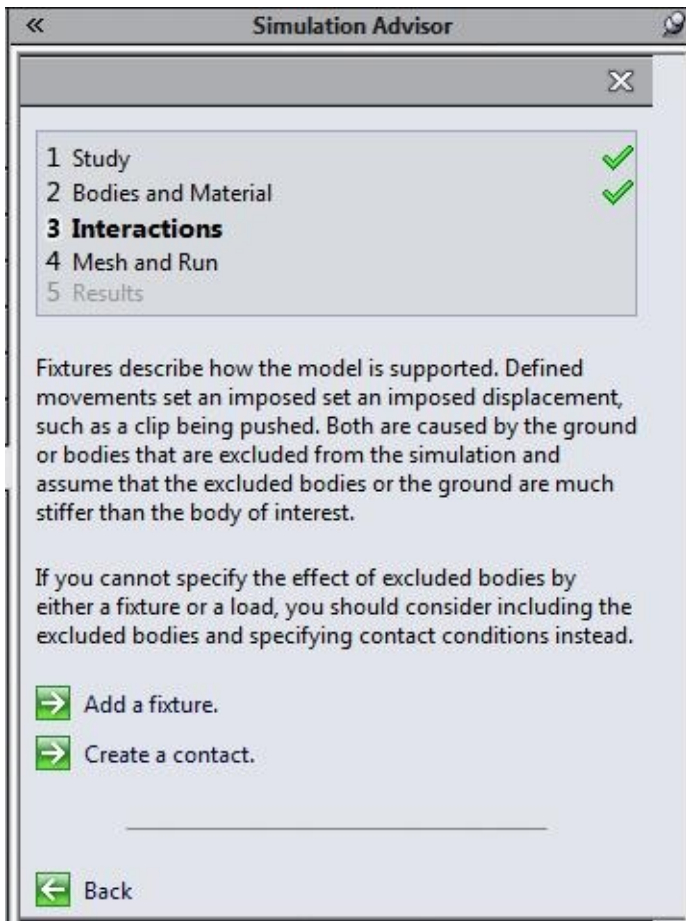 Simulation Advisor
1 Study
2 Bodies and Material
3 Interactions
4 Mesh and Run
5 Results
Fixtures describe how the model is supported. Defined
movements set an imposed set an imposed displacement,
such as a clip being pushed. Both are caused by the ground
or bodies that are excluded from the simulation and
assume that the excluded bodies or the ground are much
stiffer than the body of interest.
If you cannot specify the effect of excluded bodies by
either a fixture or a load, you should consider including the
excluded bodies and specifying contact conditions instead.
Add a fixture.
Create a contact.
Back